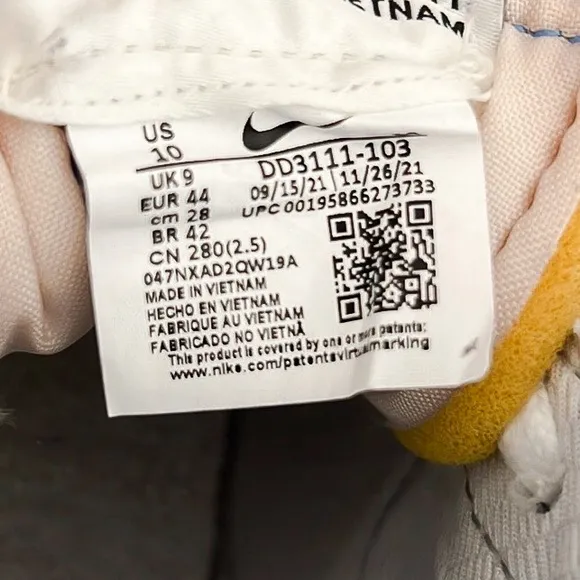 VIETNAM
US
10
DD3111-103
UK 9
09/15/21 | 11/26/21
EUR 44
UPC 00195866273733
cm 28
BR 42
CN 280(2.5)
047NXAD2QW19A
MADE IN VIETNAM
HECHO EN VIETNAM
FABRIQUE AU VIETNAM
FABRICADO NO VIETNÃ
This product is covered by one or more patents:
www.nike.com/patentsvirtualmarking